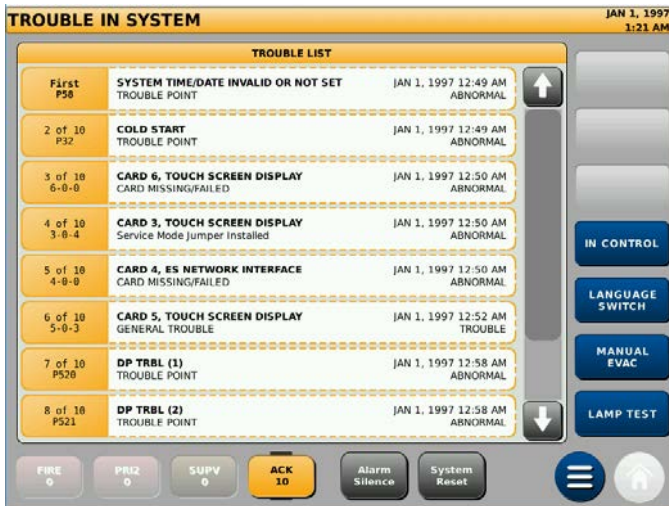 TROUBLE IN SYSTEM
JAN 1, 1997
1:21 AM
TROUBLE LIST
First
P58
SYSTEM TIME/DATE INVALID OR NOT SET
TROUBLE POINT
JAN 1, 1997 12:49 AM
ABNORMAL
2 of 10
P32
COLD START
TROUBLE POINT
JAN 1, 1997 12:49 AM
ABNORMAL
3 of 10
6-0-0
CARD 6, TOUCH SCREEN DISPLAY
CARD MISSING/FAILED
JAN 1, 1997 12:50 AM
ABNORMAL
4 of 10
3-0-4
CARD 3, TOUCH SCREEN DISPLAY
Service Mode Jumper Installed
JAN 1, 1997 12:50 AM
ABNORMAL
5 of 10
4-0-0
CARD 4, ES NETWORK INTERFACE
CARD MISSING/FAILED
JAN 1, 1997 12:50 AM
ABNORMAL
6 of 10
5-0-3
CARD 5, TOUCH SCREEN DISPLAY
GENERAL TROUBLE
JAN 1, 1997 12:52 AM
TROUBLE
7 of 10
P520
DP TRBL (1)
TROUBLE POINT
JAN 1, 1997 12:58 AM
ABNORMAL
8 of 10
P521
DP TRBL (2)
TROUBLE POINT
JAN 1, 1997 12:58 AM
ABNORMAL
IN CONTROL
LANGUAGE
SWITCH
MANUAL
EVAC
LAMP TEST
FIRE
0
PRI2
0
SUPV
0
ACK
10
Alarm
Silence
System
Reset